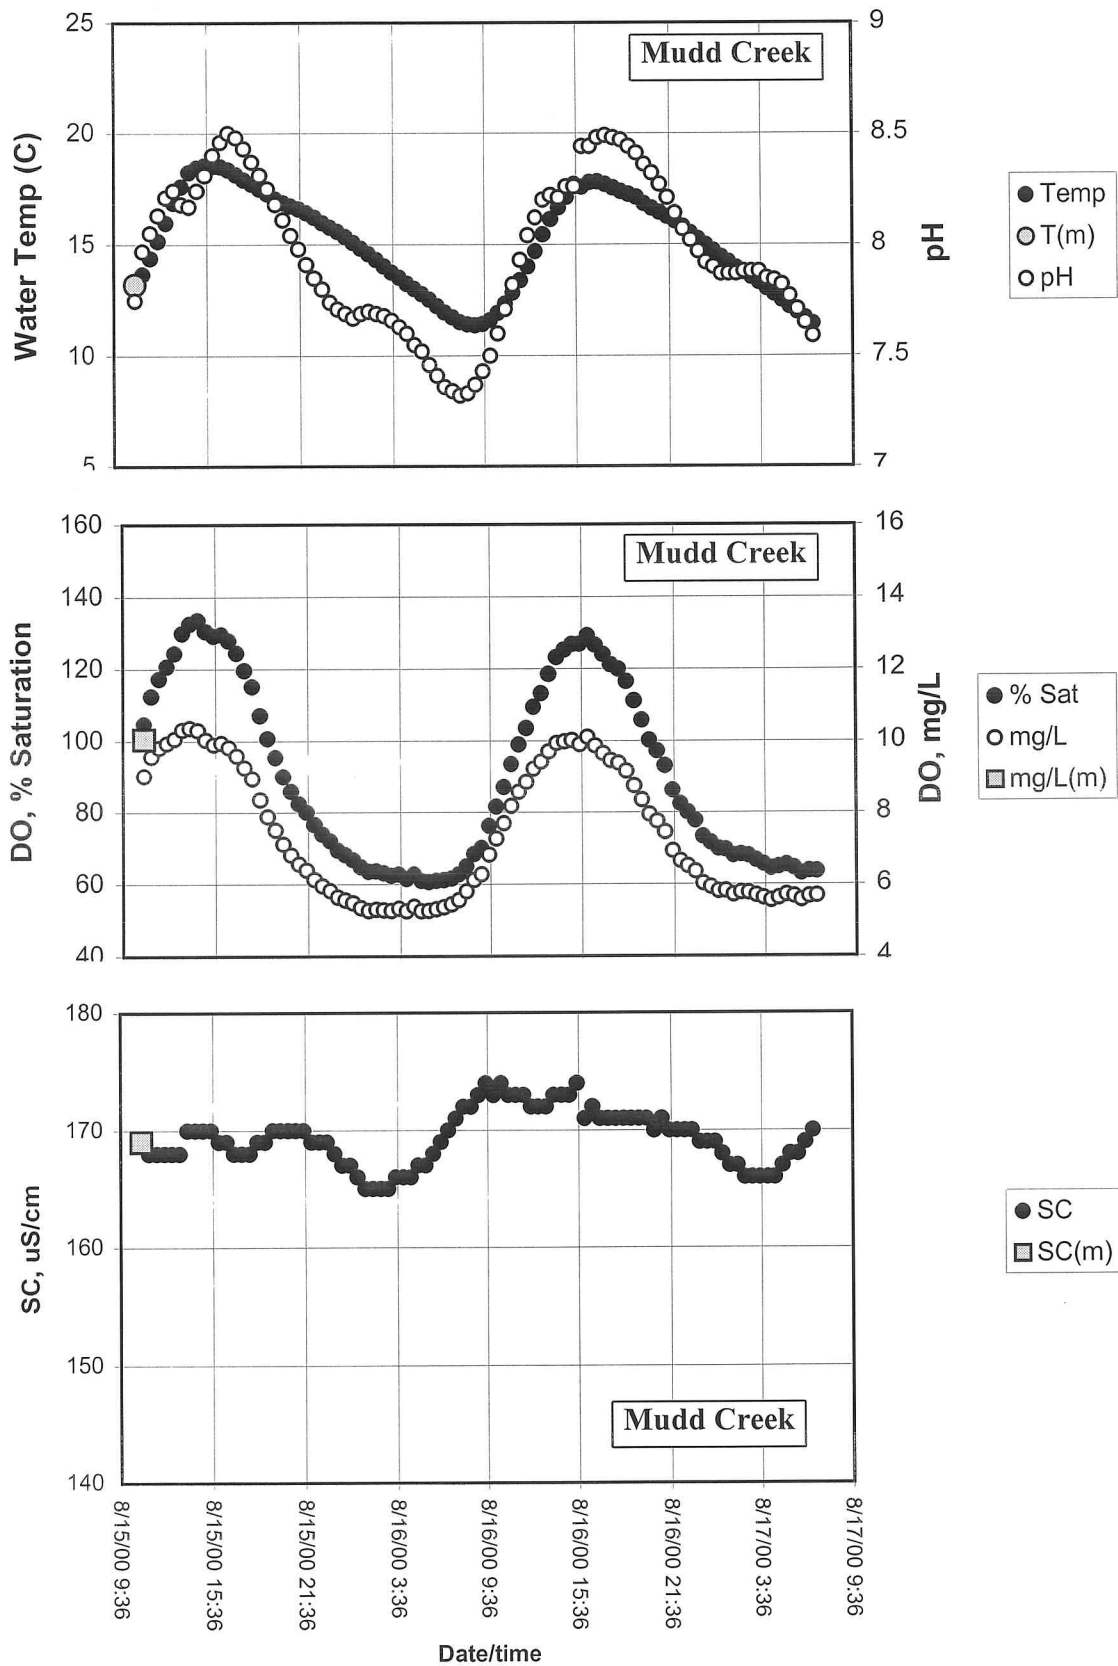 25
20
15
10
5
Water Temp (C)
Mudd Creek
9
8.5
8
7.5
7
pH
Temp
T(m)
pH
160
140
120
100
80
60
40
DO, % Saturation
Mudd Creek
16
14
12
10
8
6
4
DO, mg/L
% Sat
mg/L
mg/L(m)
180
170
160
150
140
SC, uS/cm
Mudd Creek
SC
SC(m)
8/15/00 9:36
8/15/00 15:36
8/15/00 21:36
8/16/00 3:36
8/16/00 9:36
8/16/00 15:36
8/16/00 21:36
8/17/00 3:36
8/17/00 9:36
Date/time